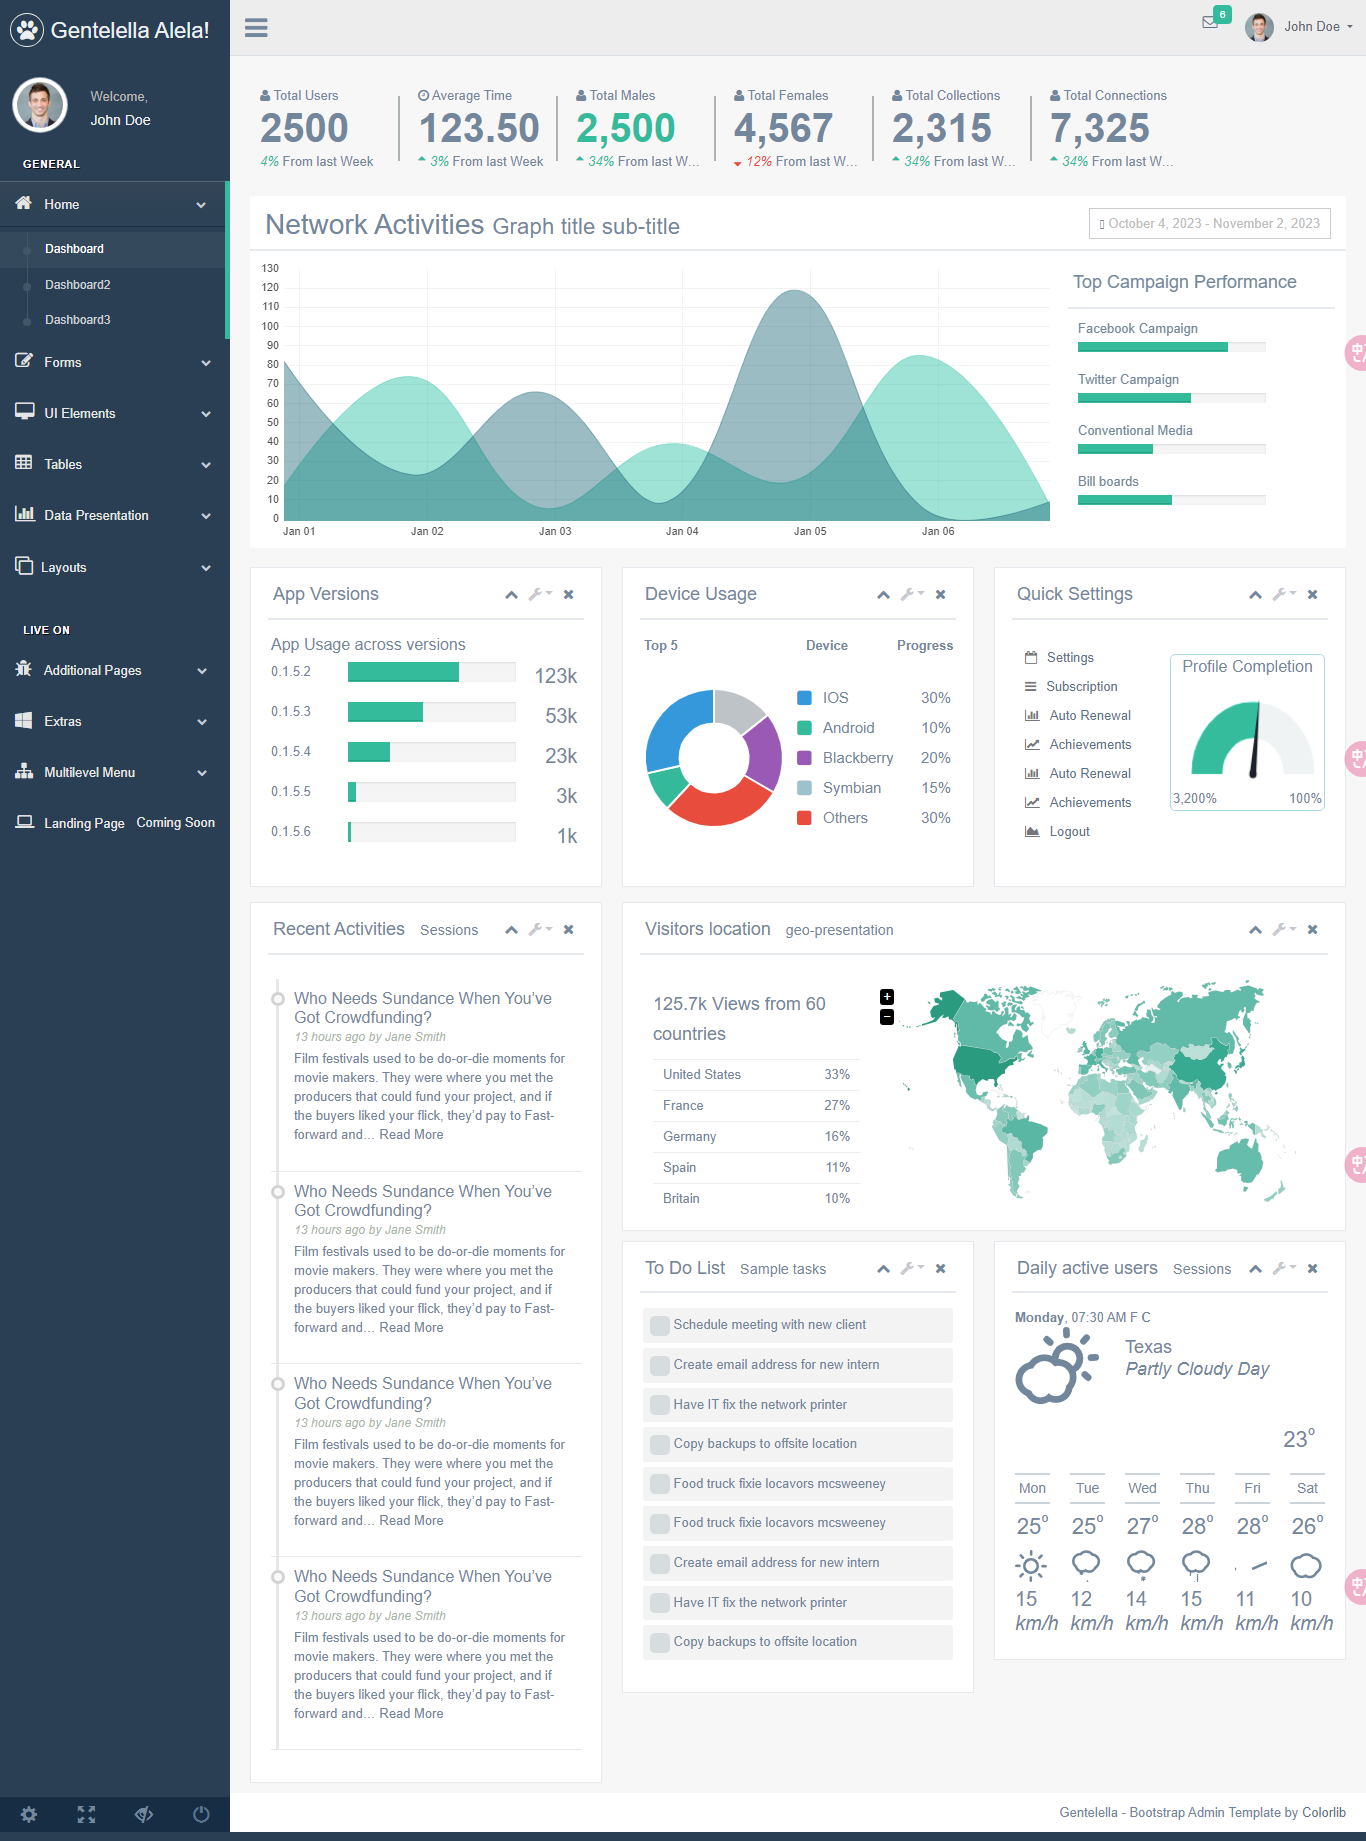 Gentelella Alela!
Welcome,
John Doe
GENERAL
Home
Dashboard
Dashboard2
Dashboard3
Forms
UI Elements
Tables
Data Presentation
Layouts
LIVE ON
Additional Pages
Extras
Multilevel Menu
Landing Page Coming Soon
6
John Doe
Total Users
2500
4% From last Week
Average Time
123.50
3% From last Week
Total Males
2,500
34% From last W...
Total Females
4,567
12% From last W...
Total Collections
2,315
34% From last W...
Total Connections
7,325
34% From last W...
Network Activities Graph title sub-title
October 4, 2023 - November 2, 2023
130
120
110
100
90
80
70
60
50
40
30
20
10
0
Jan 01 Jan 02 Jan 03 Jan 04 Jan 05 Jan 06
Top Campaign Performance
Facebook Campaign
Twitter Campaign
Conventional Media
Bill boards
App Versions
App Usage across versions
0.1.5.2 123k
0.1.5.3 53k
0.1.5.4 23k
0.1.5.5 3k
0.1.5.6 1k
Device Usage
Top 5 Device Progress
IOS 30%
Android 10%
Blackberry 20%
Symbian 15%
Others 30%
Quick Settings
Settings
Subscription
Auto Renewal
Achievements
Auto Renewal
Achievements
Logout
Profile Completion
3,200% 100%
Recent Activities Sessions
Who Needs Sundance When You've
Got Crowdfunding?
13 hours ago by Jane Smith
Film festivals used to be do-or-die moments for
movie makers. They were where you met the
producers that could fund your project, and if
the buyers liked your flick, they'd pay to Fast-
forward and... Read More
Who Needs Sundance When You've
Got Crowdfunding?
13 hours ago by Jane Smith
Film festivals used to be do-or-die moments for
movie makers. They were where you met the
producers that could fund your project, and if
the buyers liked your flick, they'd pay to Fast-
forward and... Read More
Who Needs Sundance When You've
Got Crowdfunding?
13 hours ago by Jane Smith
Film festivals used to be do-or-die moments for
movie makers. They were where you met the
producers that could fund your project, and if
the buyers liked your flick, they'd pay to Fast-
forward and... Read More
Who Needs Sundance When You've
Got Crowdfunding?
13 hours ago by Jane Smith
Film festivals used to be do-or-die moments for
movie makers. They were where you met the
producers that could fund your project, and if
the buyers liked your flick, they'd pay to Fast-
forward and... Read More
Visitors location geo-presentation
125.7k Views from 60
countries
United States 33%
France 27%
Germany 16%
Spain 11%
Britain 10%
+
−
To Do List Sample tasks
Schedule meeting with new client
Create email address for new intern
Have IT fix the network printer
Copy backups to offsite location
Food truck fixie locavors mcsweeney
Food truck fixie locavors mcsweeney
Create email address for new intern
Have IT fix the network printer
Copy backups to offsite location
Daily active users Sessions
Monday, 07:30 AM F C
Texas
Partly Cloudy Day
23°
Mon Tue Wed Thu Fri Sat
25° 25° 27° 28° 28° 26°
15 12 14 15 11 10
km/h km/h km/h km/h km/h km/h
Gentelella - Bootstrap Admin Template by Colorlib